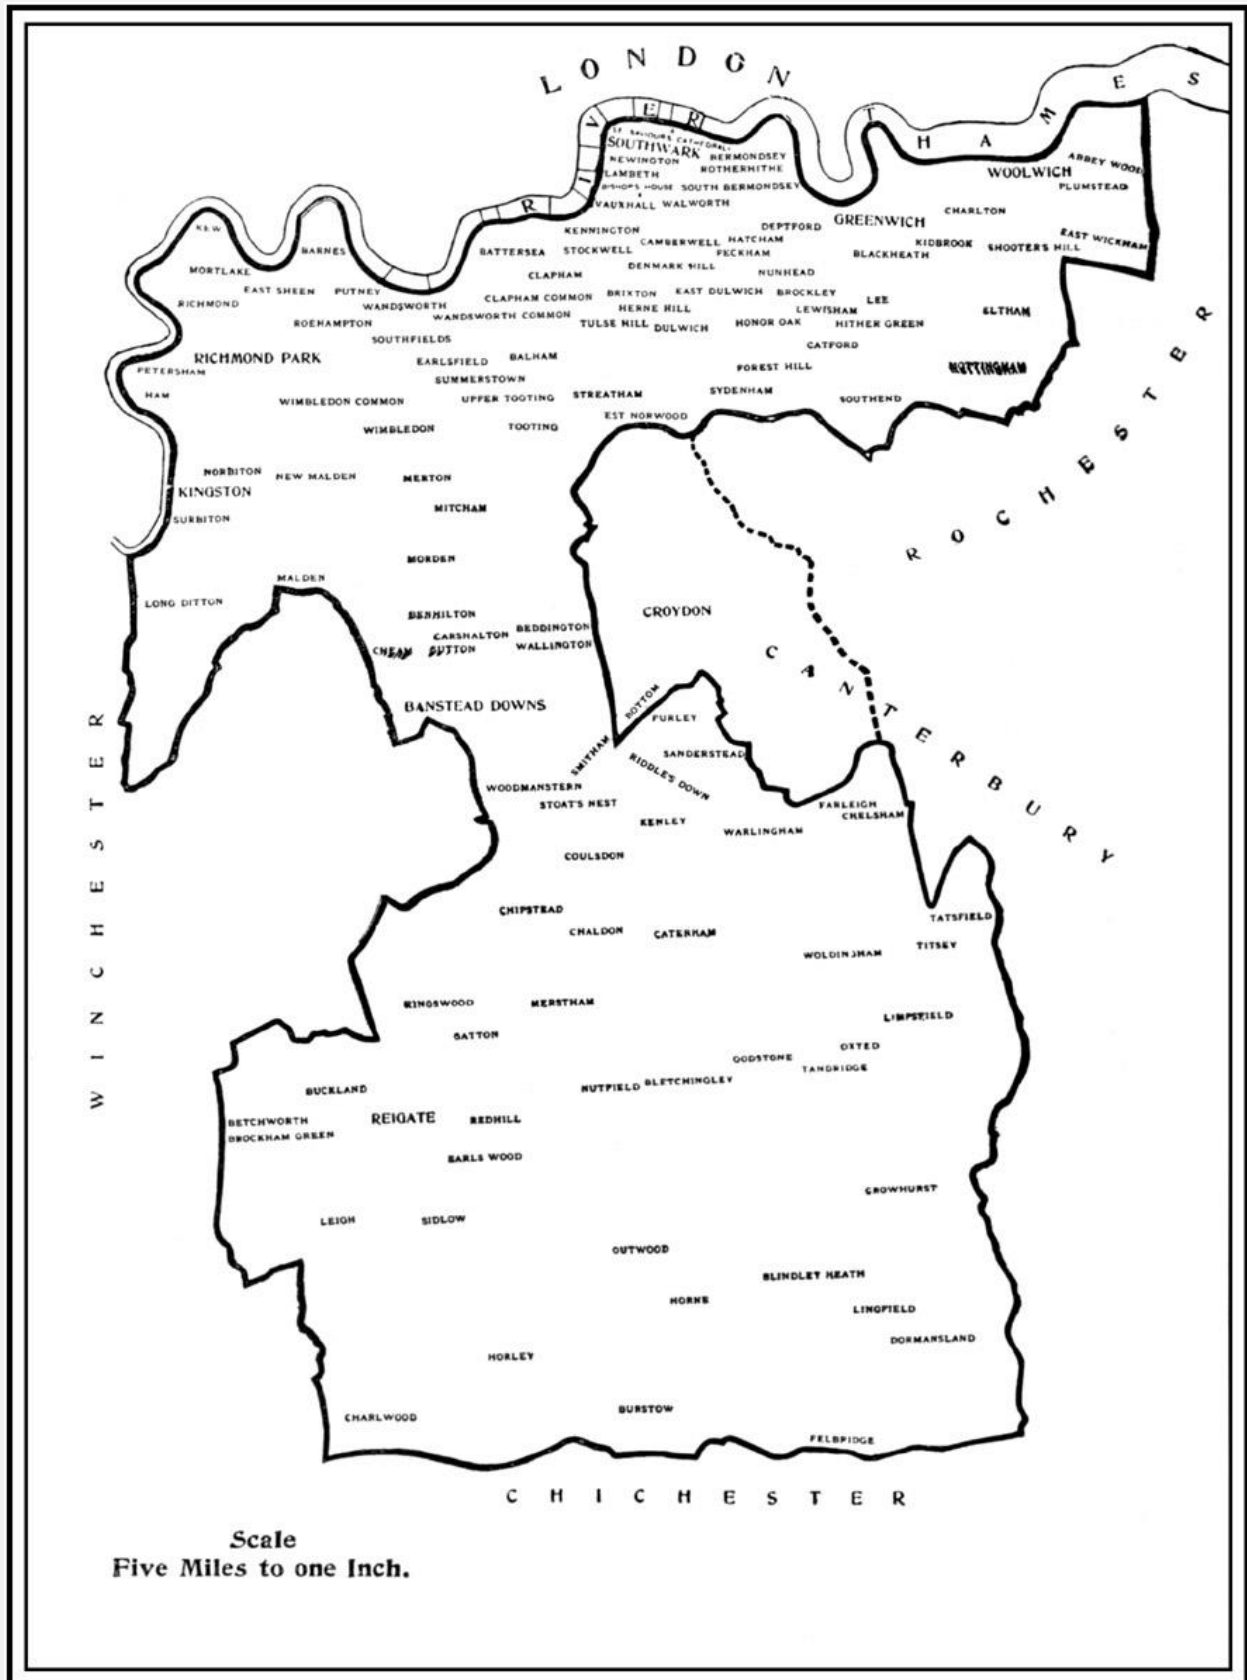 LONDON
RIVER THAMES
ST. SAVIOUR'S CATHEDRAL
SOUTHWARK
NEWINGTON
BERMONDSEY
LAMBETH
ROTHERHITHE
BISHOP'S HOUSE
SOUTH BERMONDSEY
VAUXHALL
WALWORTH
ABBEY WOOD
WOOLWICH
PLUMSTEAD
CHARLTON
GREENWICH
DEPTFORD
KEW
KENNINGTON
EAST WICKHAM
CAMBERWELL
HATCHAM
KIDBROOK
SHOOTER'S HILL
BARNES
BATTERSEA
STOCKWELL
PECKHAM
BLACKHEATH
MORTLAKE
CLAPHAM
DENMARK HILL
NUNHEAD
EAST SHEEN
PUTNEY
CLAPHAM COMMON
BRIXTON
EAST DULWICH
BROCKLEY
LEE
RICHMOND
WANDSWORTH
HERNE HILL
LEWISHAM
ELTHAM
ROEHAMPTON
WANDSWORTH COMMON
TULSE HILL
DULWICH
HONOR OAK
HITHER GREEN
SOUTHFIELDS
CATFORD
RICHMOND PARK
EARLSFIELD
BALHAM
PETERSHAM
SUMMERSTOWN
FOREST HILL
MOTTINGHAM
HAM
WIMBLEDON COMMON
UPPER TOOTING
STREATHAM
SYDENHAM
SOUTHEND
EST NORWOOD
WIMBLEDON
TOOTING
NORBITON
NEW MALDEN
MERTON
KINGSTON
SURBITON
MITCHAM
ROCHESTER
MORDEN
MALDEN
LONG DITTON
BENHILTON
CROYDON
CARSHALTON
BEDDINGTON
CHEAM
SUTTON
WALLINGTON
CANTERBURY
BANSTEAD DOWNS
SMITHAM BOTTOM
PURLEY
SANDERSTEAD
RIDDLE'S DOWN
WINCHESTER
WOODMANSTERN
STOAT'S NEST
FARLEIGH
CHELSHAM
KENLEY
WARLINGHAM
COULSDON
CHIPSTEAD
TATSFIELD
CHALDON
CATERHAM
WOLDINGHAM
TITSEY
KINGSWOOD
MERSTHAM
LIMPSFIELD
GATTON
OXTED
GODSTONE
TANDRIDGE
BUCKLAND
NUTFIELD
BLETCHINGLEY
BETCHWORTH
REIGATE
REDHILL
BROCKHAM GREEN
EARLS WOOD
CROWHURST
LEIGH
SIDLOW
OUTWOOD
BLINDLEY HEATH
HORNE
LINGFIELD
DORMANSLAND
HORLEY
CHARLWOOD
BURSTOW
FELBRIDGE
CHICHESTER
Scale
Five Miles to one Inch.